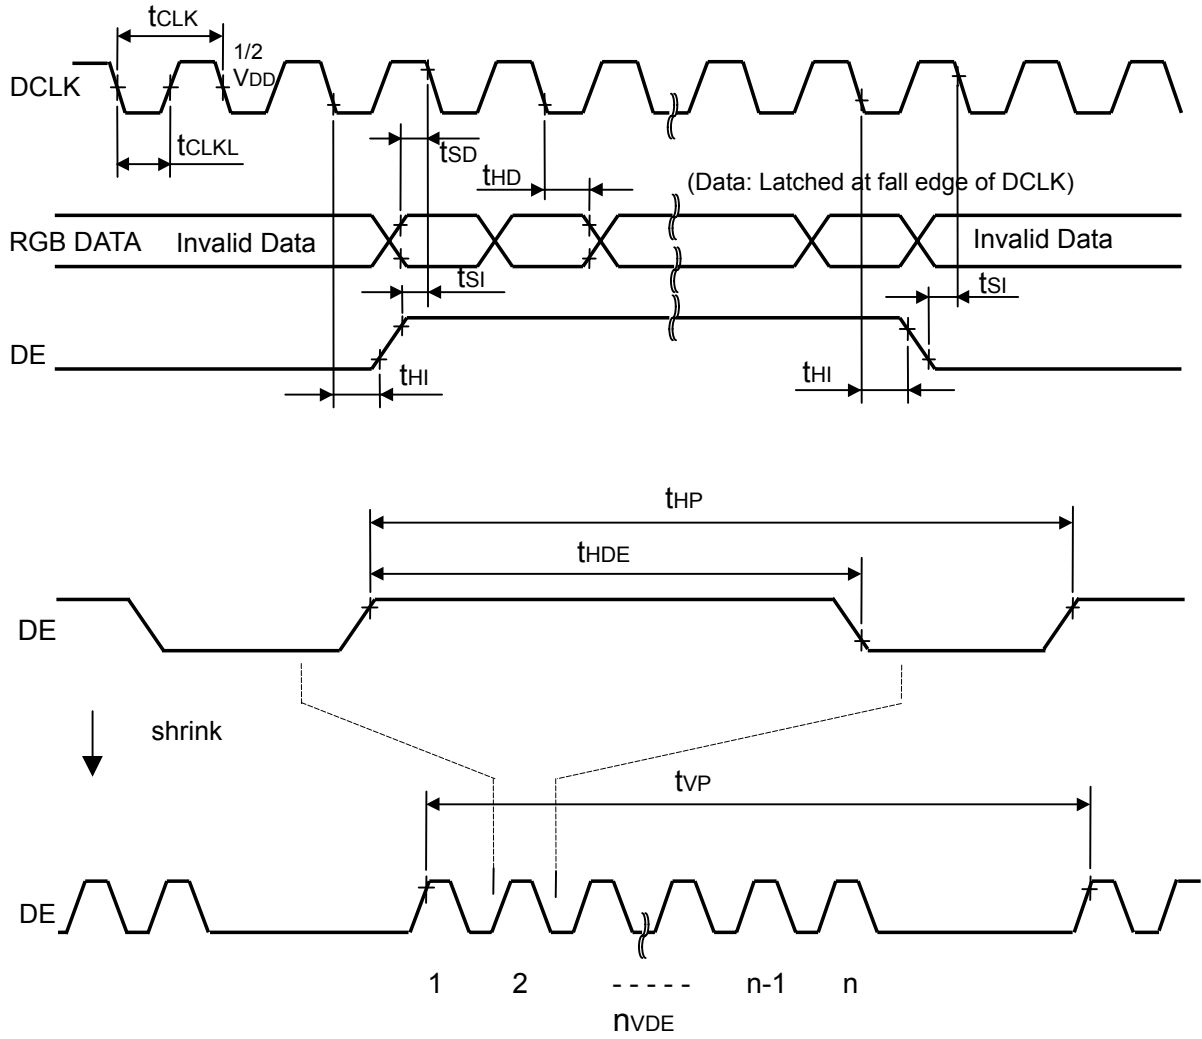 tCLK
1/2
VDD
DCLK
tCLKL
tSD
tHD
(Data: Latched at fall edge of DCLK)
RGB DATA
Invalid Data
Invalid Data
tSI
tSI
DE
tHI
tHI
tHP
tHDE
DE
shrink
tVP
DE
1 2 - - - - - n-1 n
nVDE